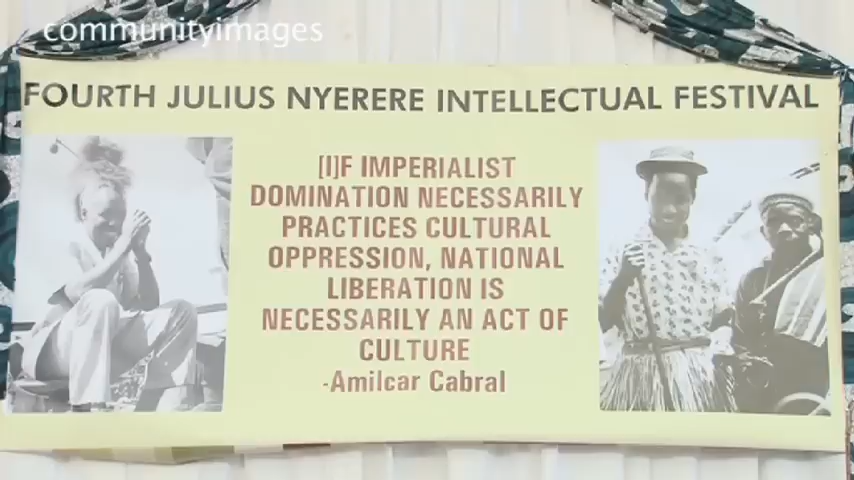 communityimages
FOURTH JULIUS NYERERE INTELLECTUAL FESTIVAL
[I]F IMPERIALIST
DOMINATION NECESSARILY
PRACTICES CULTURAL
OPPRESSION, NATIONAL
LIBERATION IS
NECESSARILY AN ACT OF
CULTURE
-Amilcar Cabral